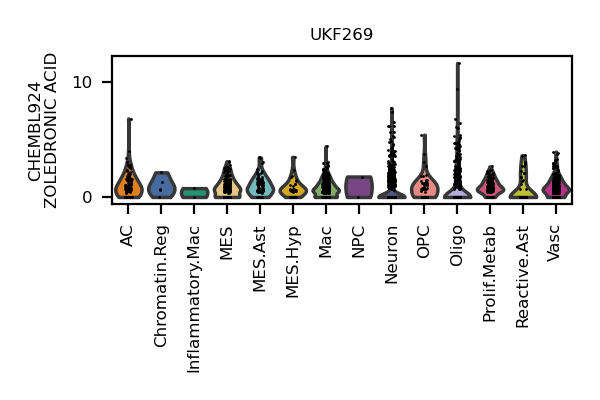 UKF269
CHEMBL924
ZOLEDRONIC ACID
10
0
AC
Chromatin.Reg
Inflammatory.Mac
MES
MES.Ast
MES.Hyp
Mac
NPC
Neuron
OPC
Oligo
Prolif.Metab
Reactive.Ast
Vasc